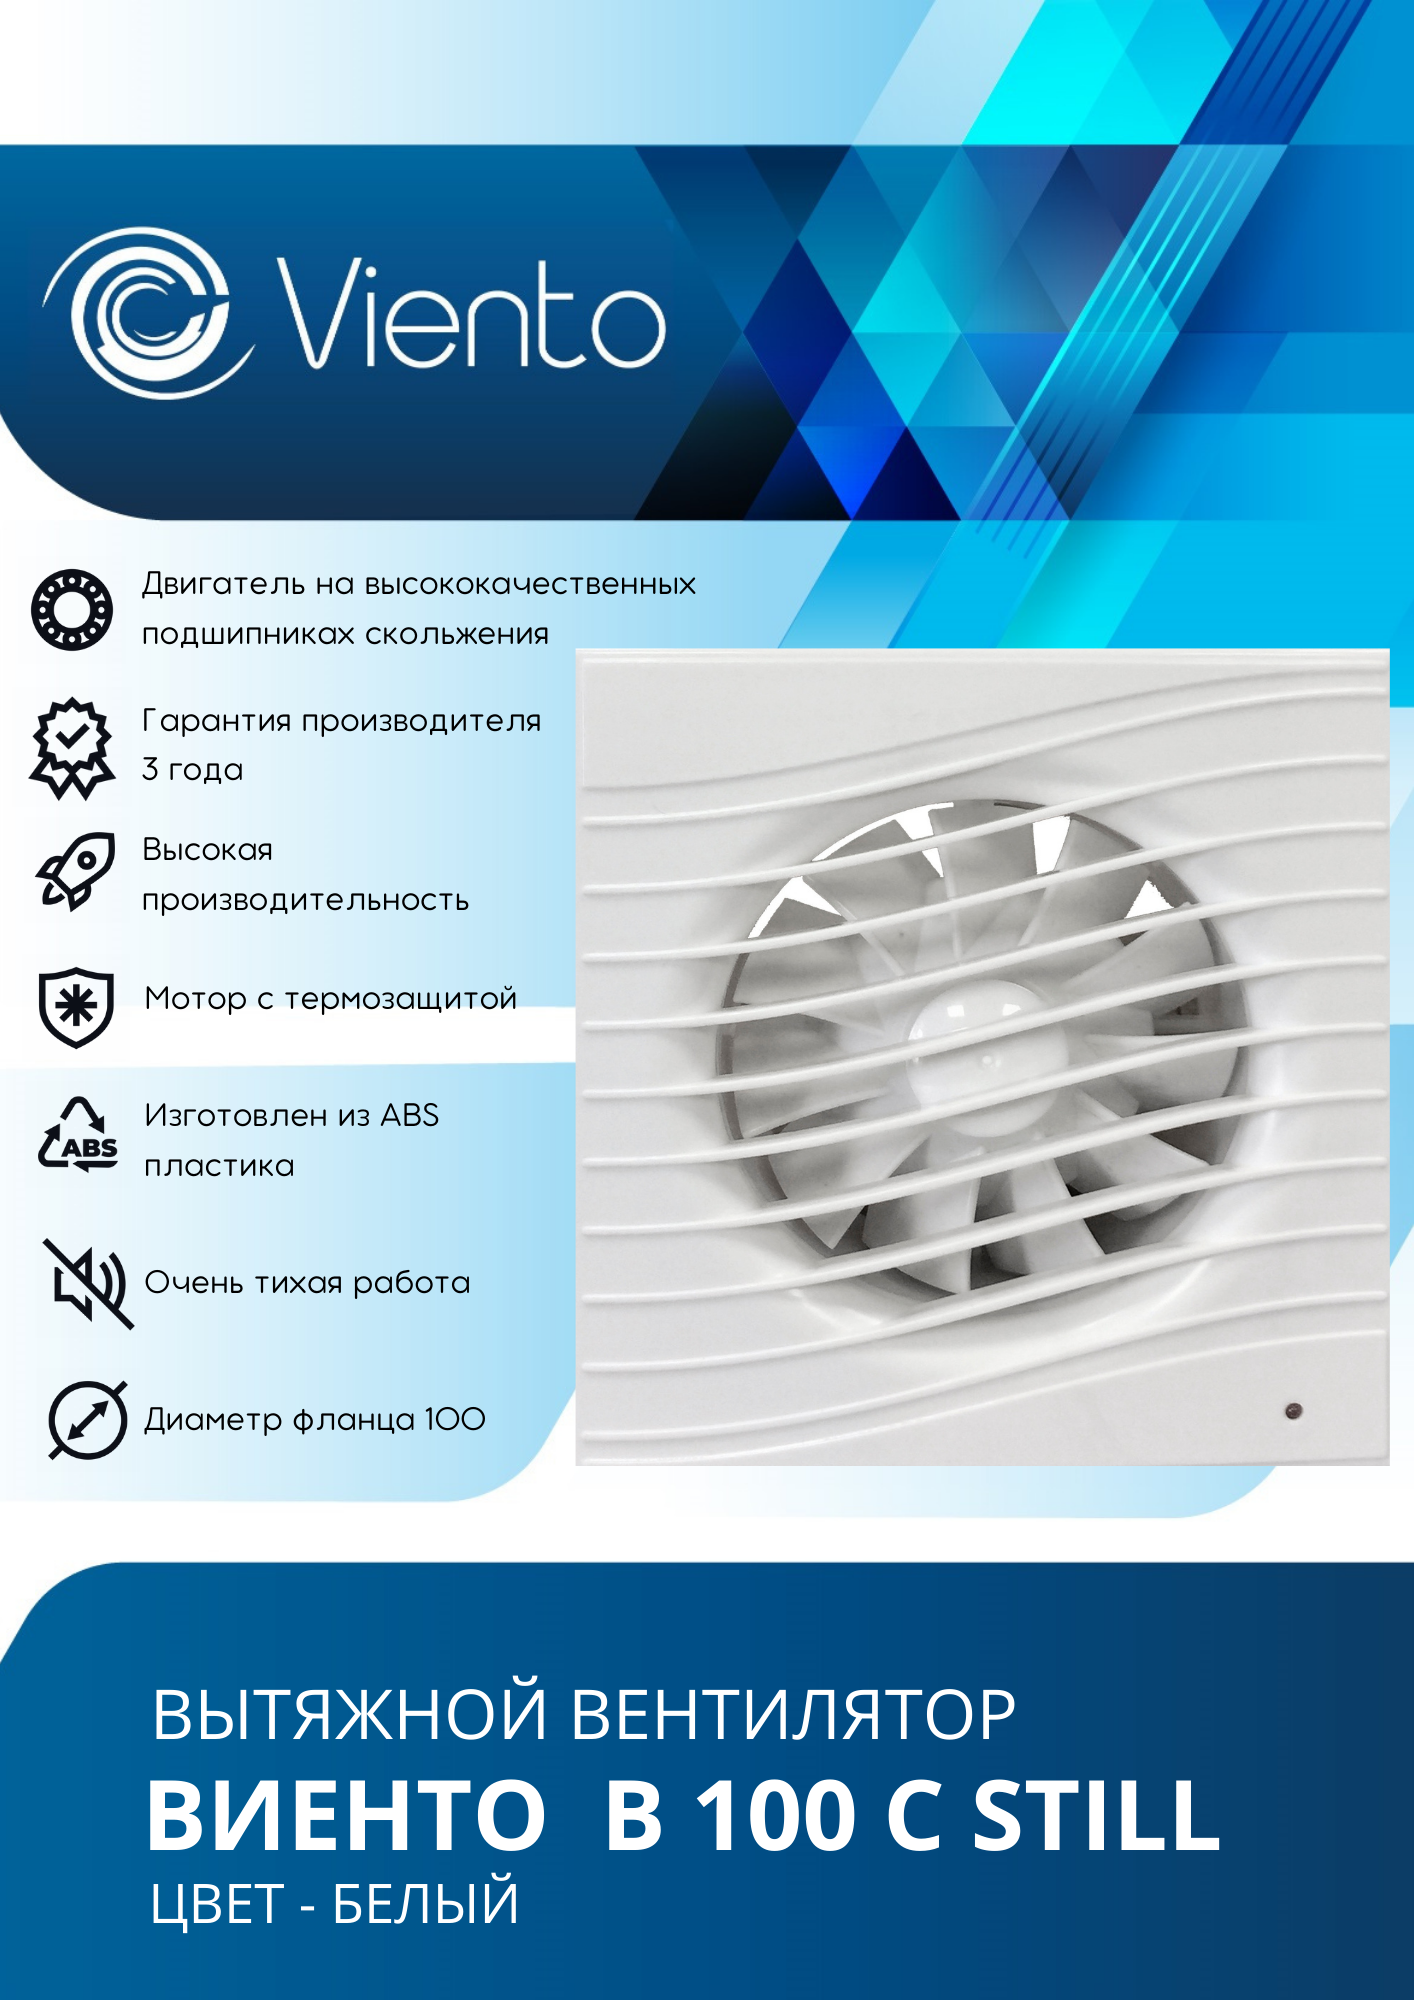 Viento
Двигатель на высококачественных
подшипниках скольжения
Гарантия производителя
3 года
Высокая
производительность
Мотор с термозащитой
ABS
Изготовлен из ABS
пластика
Очень тихая работа
Диаметр фланца 100
ВЫТЯЖНОЙ ВЕНТИЛЯТОР
ВИЕНТО В 100 С STILL
ЦВЕТ - БЕЛЫЙ